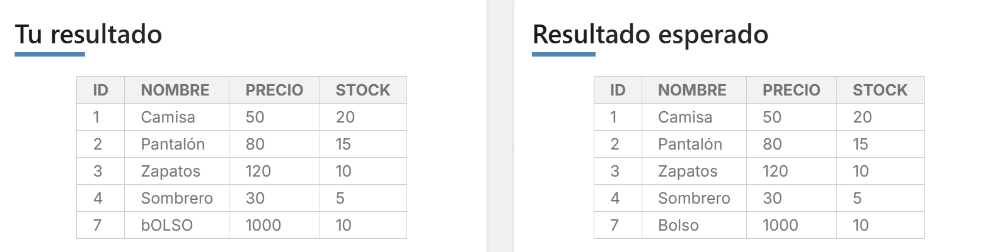 Tu resultado
ID NOMBRE PRECIO STOCK
1 Camisa 50 20
2 Pantalón 80 15
3 Zapatos 120 10
4 Sombrero 30 5
7 bOLSO 1000 10
Resultado esperado
ID NOMBRE PRECIO STOCK
1 Camisa 50 20
2 Pantalón 80 15
3 Zapatos 120 10
4 Sombrero 30 5
7 Bolso 1000 10